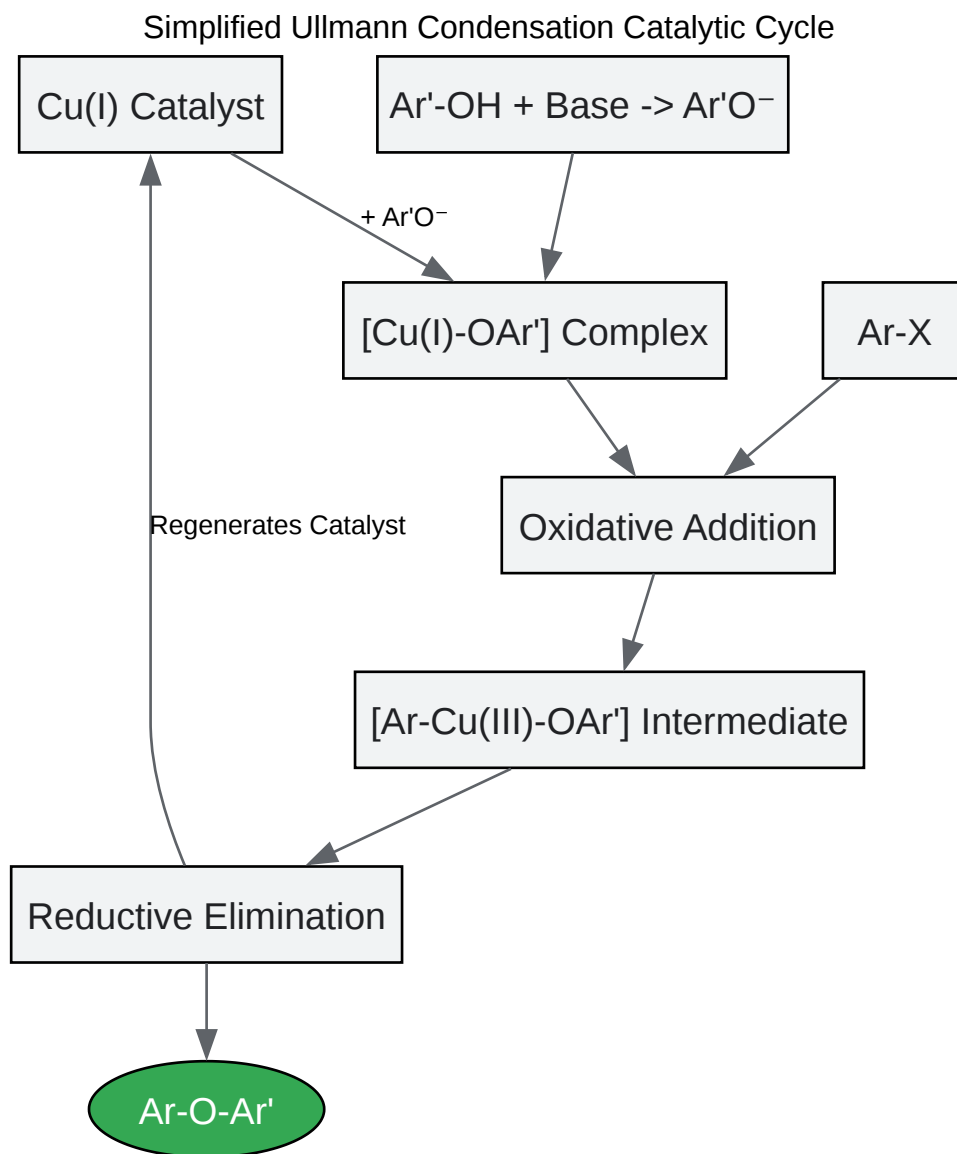 Simplified Ullmann Condensation Catalytic Cycle
Cu(I) Catalyst
Ar'-OH + Base -> Ar'O⁻
+ Ar'O⁻
[Cu(I)-OAr'] Complex
Ar-X
Oxidative Addition
Regenerates Catalyst
[Ar-Cu(III)-OAr'] Intermediate
Reductive Elimination
Ar-O-Ar'